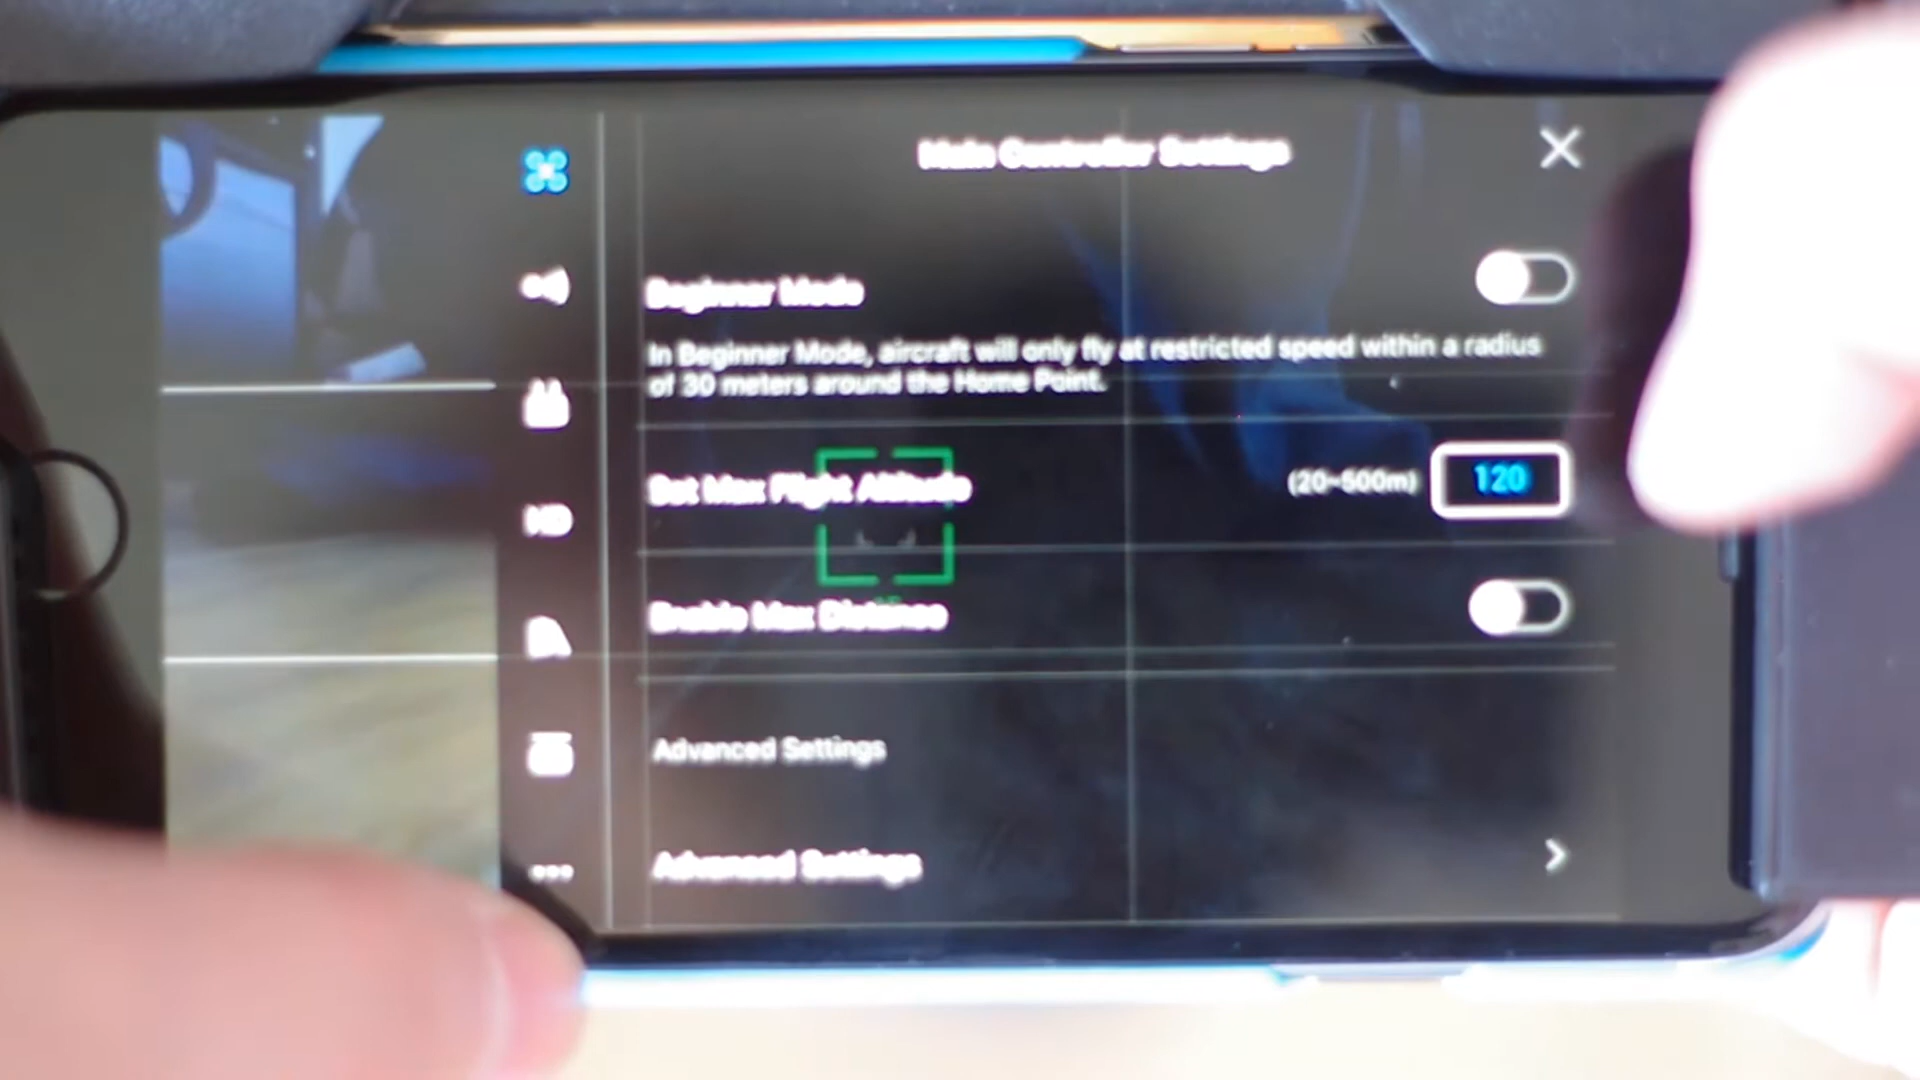 Main Controller Settings
Beginner Mode
In Beginner Mode, aircraft will only fly at restricted speed within a radius
of 30 meters around the Home Point.
Set Max Flight Altitude (20~500m) 120
HD
Enable Max Distance
Advanced Settings
Advanced Settings